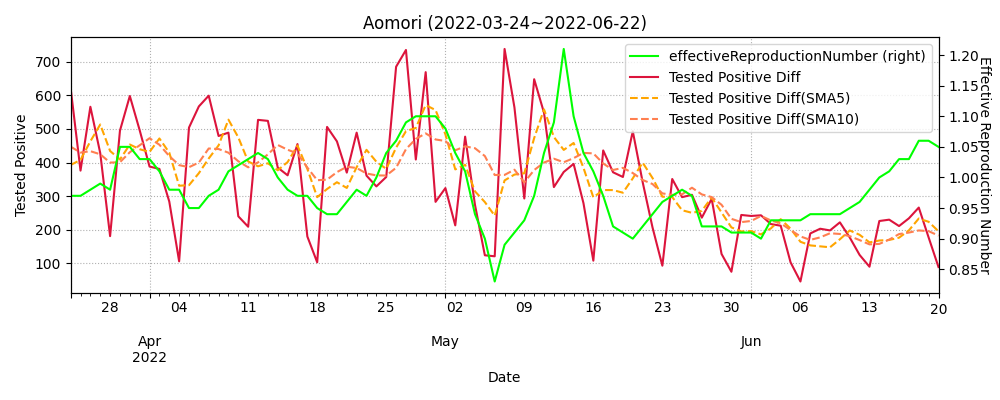 Aomori (2022-03-24~2022-06-22)
effectiveReproductionNumber (right)
Tested Positive Diff
Tested Positive Diff(SMA5)
Tested Positive Diff(SMA10)
Tested Positive
700
600
500
400
300
200
100
1.20
1.15
1.10
1.05
1.00
0.95
0.90
0.85
Effective Reproduction Number
28 04 11 18 25 02 09 16 23 30 06 13 20
Apr May Jun
2022
Date